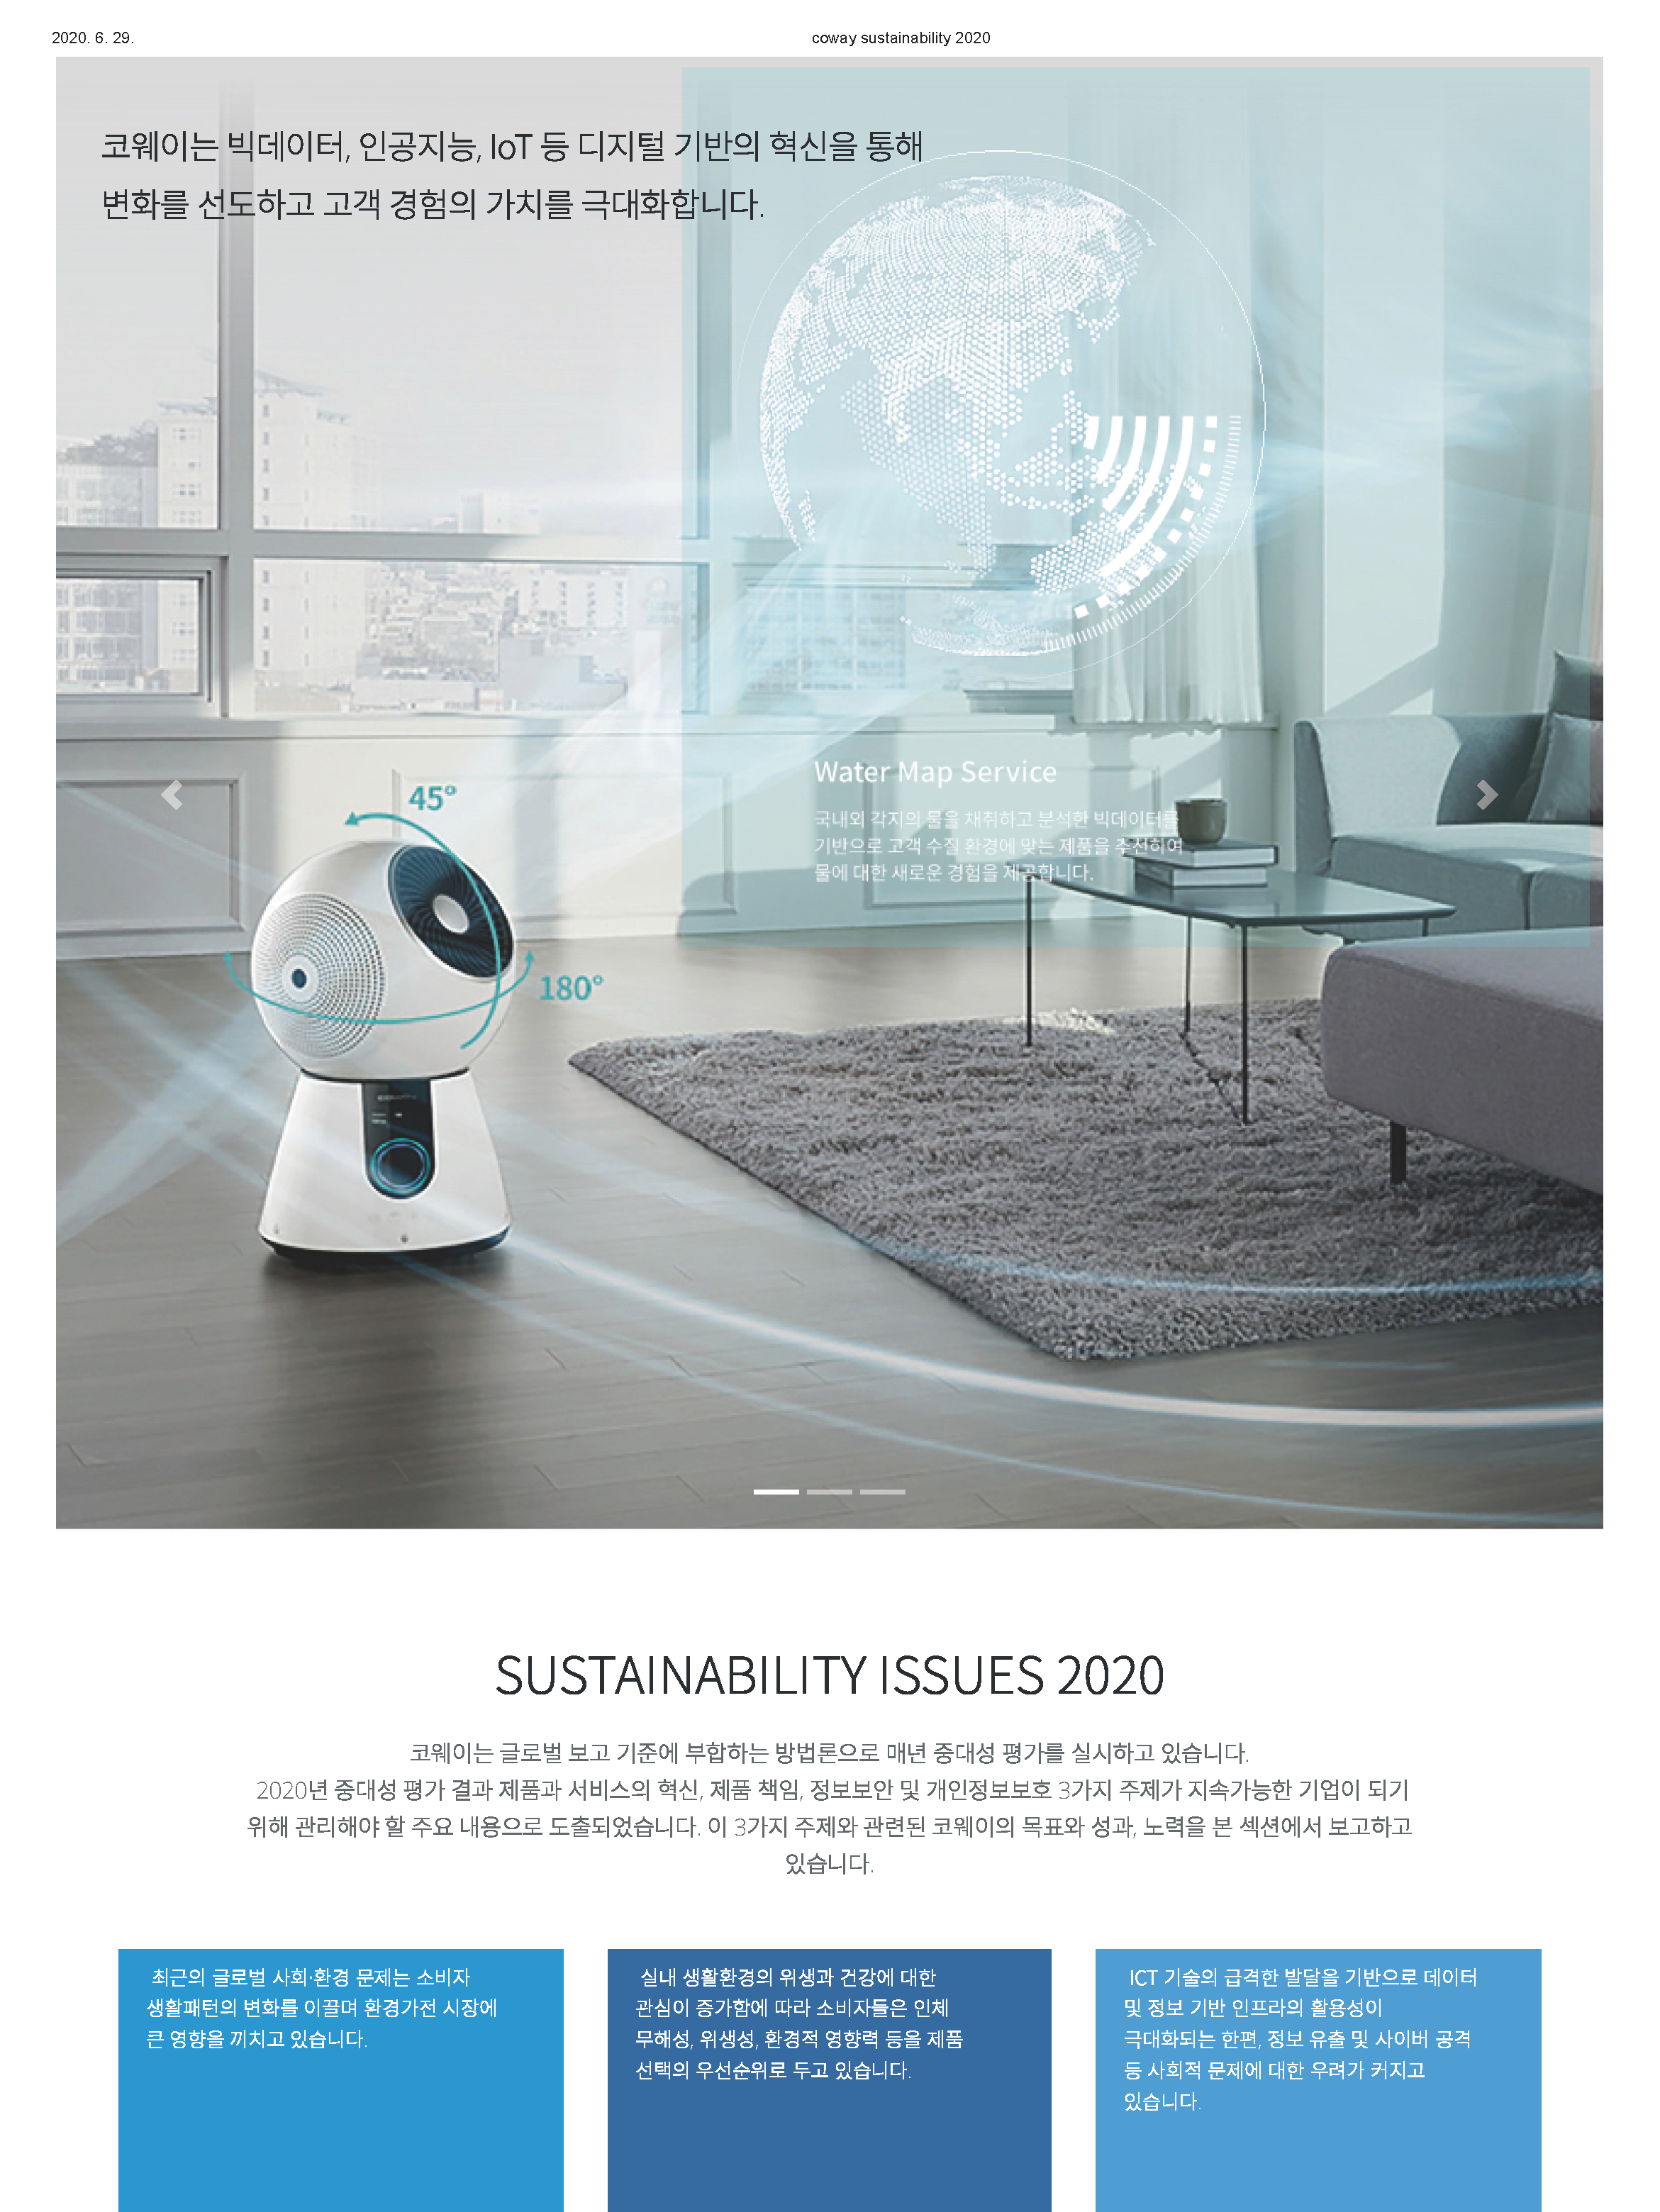 2020. 6. 29.
coway sustainability 2020
코웨이는 빅데이터, 인공지능, IoT 등 디지털 기반의 혁신을 통해
변화를 선도하고 고객 경험의 가치를 극대화합니다.
Water Map Service
국내외 각지의 물을 채취하고 분석한 빅데이터를
기반으로 고객 수질 환경에 맞는 제품을 추천하여
물에 대한 새로운 경험을 제공합니다.
45°
180°
SUSTAINABILITY ISSUES 2020
코웨이는 글로벌 보고 기준에 부합하는 방법론으로 매년 중대성 평가를 실시하고 있습니다.
2020년 중대성 평가 결과 제품과 서비스의 혁신, 제품 책임, 정보보안 및 개인정보보호 3가지 주제가 지속가능한 기업이 되기
위해 관리해야 할 주요 내용으로 도출되었습니다. 이 3가지 주제와 관련된 코웨이의 목표와 성과, 노력을 본 섹션에서 보고하고
있습니다.
최근의 글로벌 사회·환경 문제는 소비자
생활패턴의 변화를 이끌며 환경가전 시장에
큰 영향을 끼치고 있습니다.
실내 생활환경의 위생과 건강에 대한
관심이 증가함에 따라 소비자들은 인체
무해성, 위생성, 환경적 영향력 등을 제품
선택의 우선순위로 두고 있습니다.
ICT 기술의 급격한 발달을 기반으로 데이터
및 정보 기반 인프라의 활용성이
극대화되는 한편, 정보 유출 및 사이버 공격
등 사회적 문제에 대한 우려가 커지고
있습니다.